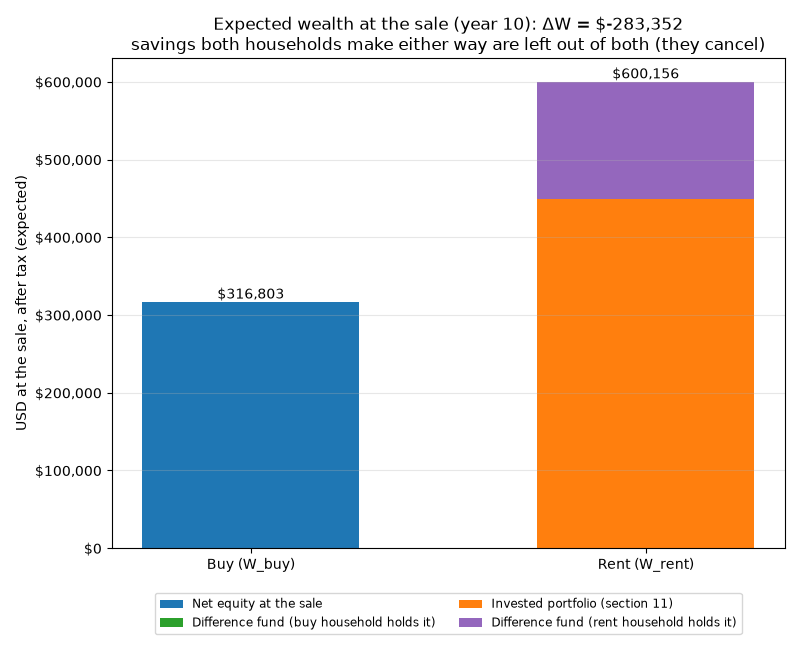 Expected wealth at the sale (year 10): ΔW = $-283,352
savings both households make either way are left out of both (they cancel)
USD at the sale, after tax (expected)
$600,000
$500,000
$400,000
$300,000
$200,000
$100,000
$0
$316,803
$600,156
Buy (W_buy)
Rent (W_rent)
Net equity at the sale
Difference fund (buy household holds it)
Invested portfolio (section 11)
Difference fund (rent household holds it)